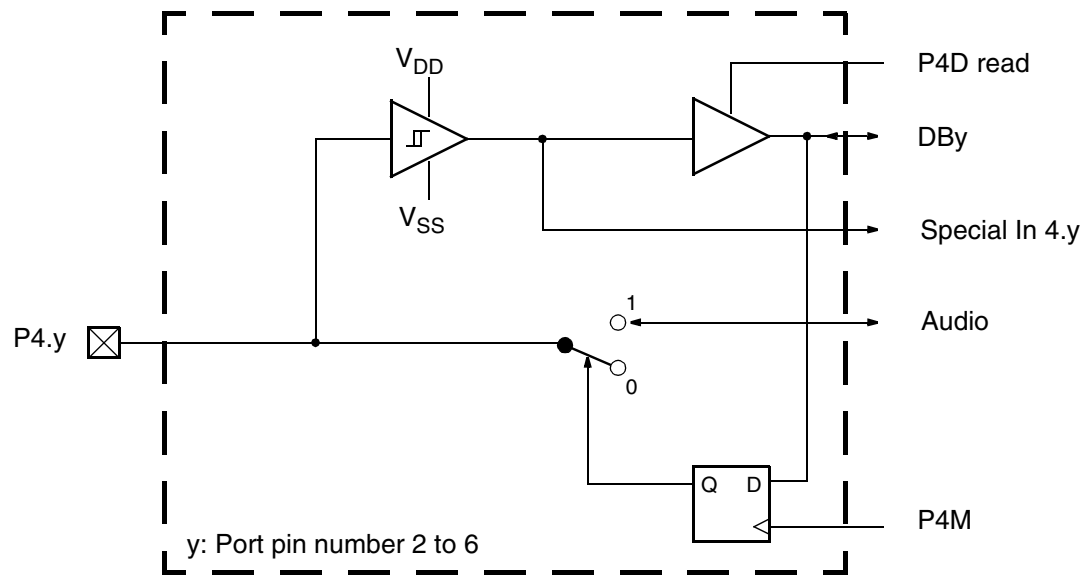 V_DD
P4D read
DBy
V_SS
Special In 4.y
1
Audio
P4.y
0
Q D
P4M
y: Port pin number 2 to 6